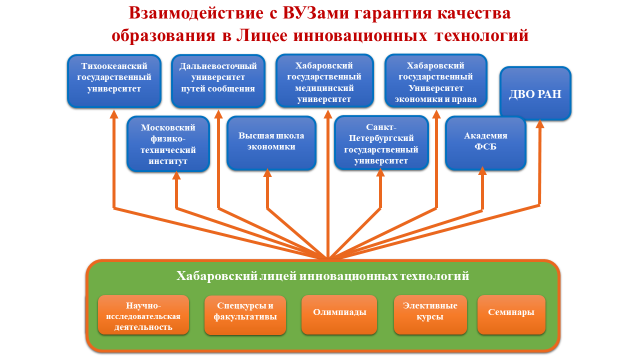 Взаимодействие с ВУЗами гарантия качества
образования в Лицее инновационных технологий
Тихоокеанский
государственный
университет
Дальневосточный
университет
путей сообщения
Хабаровский
государственный
медицинский
университет
Хабаровский
государственный
Университет
экономики и права
ДВО РАН
Московский
физико-
технический
институт
Высшая школа
экономики
Санкт-
Петербургский
государственный
университет
Академия
ФСБ
Хабаровский лицей инновационных технологий
Научно-
исследовательская
деятельность
Спецкурсы и
факультативы
Олимпиады
Элективные
курсы
Семинары